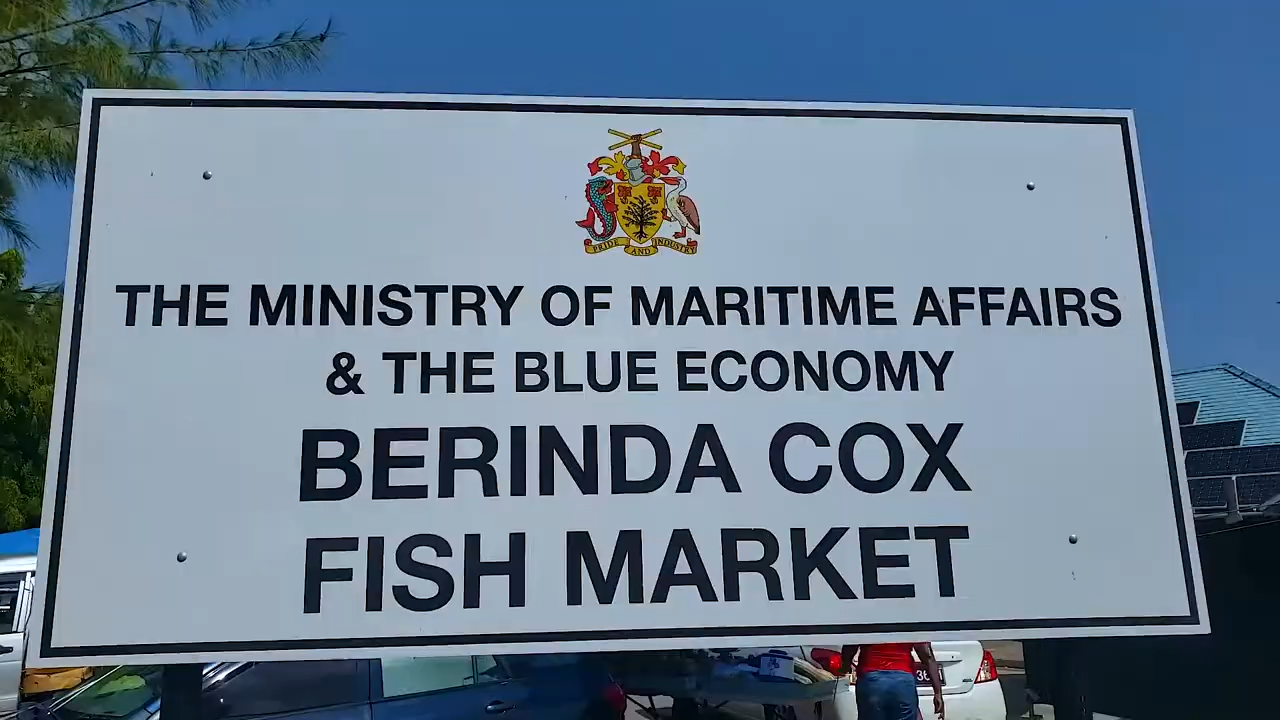 PRIDE AND INDUSTRY
THE MINISTRY OF MARITIME AFFAIRS
& THE BLUE ECONOMY
BERINDA COX
FISH MARKET